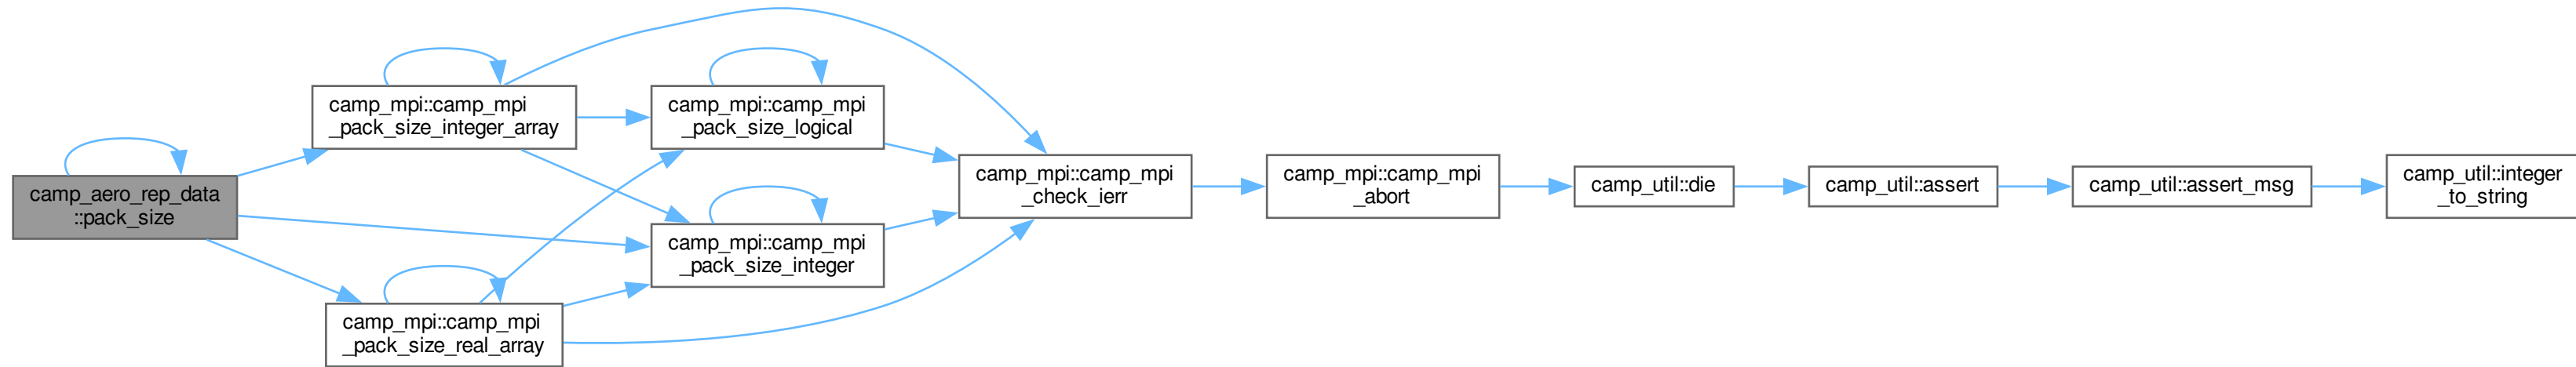 camp_aero_rep_data
::pack_size
camp_mpi::camp_mpi
_pack_size_integer_array
camp_mpi::camp_mpi
_pack_size_real_array
camp_mpi::camp_mpi
_pack_size_logical
camp_mpi::camp_mpi
_pack_size_integer
camp_mpi::camp_mpi
_check_ierr
camp_mpi::camp_mpi
_abort
camp_util::die
camp_util::assert
camp_util::assert_msg
camp_util::integer
_to_string